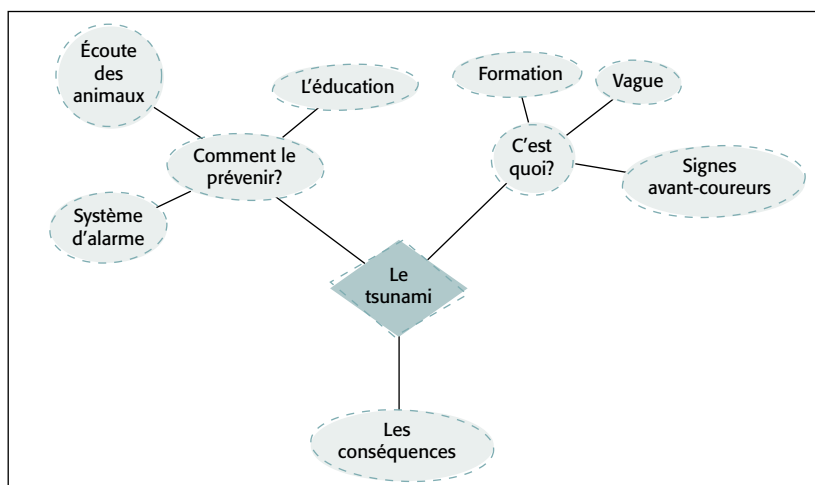 Écoute
des
animaux
L'éducation
Comment le
prévenir?
Système
d'alarme
Formation
Vague
C'est
quoi?
Signes
avant-coureurs
Le
tsunami
Les
conséquences